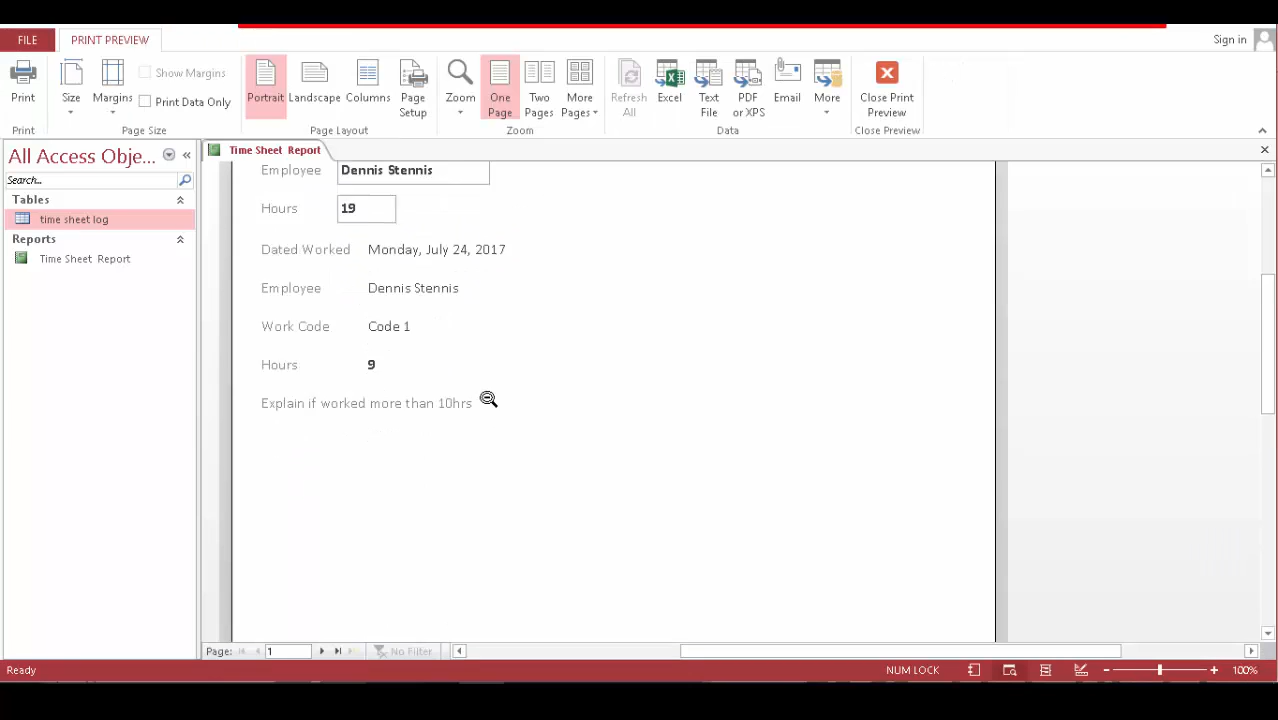 FILE PRINT PREVIEW Sign in
Print Size Margins Show Margins Print Data Only Portrait Landscape Columns Page Setup Zoom One Page Two Pages More Pages Refresh All Excel Text File PDF or XPS Email More Close Print Preview
Print Page Size Page Layout Zoom Data Close Preview
All Access Obje...
Search...
Tables
time sheet log
Reports
Time Sheet Report
Time Sheet Report
Employee Dennis Stennis
Hours 19
Dated Worked Monday, July 24, 2017
Employee Dennis Stennis
Work Code Code 1
Hours 9
Explain if worked more than 10hrs
Page: 1 No Filter
Ready NUM LOCK 100%